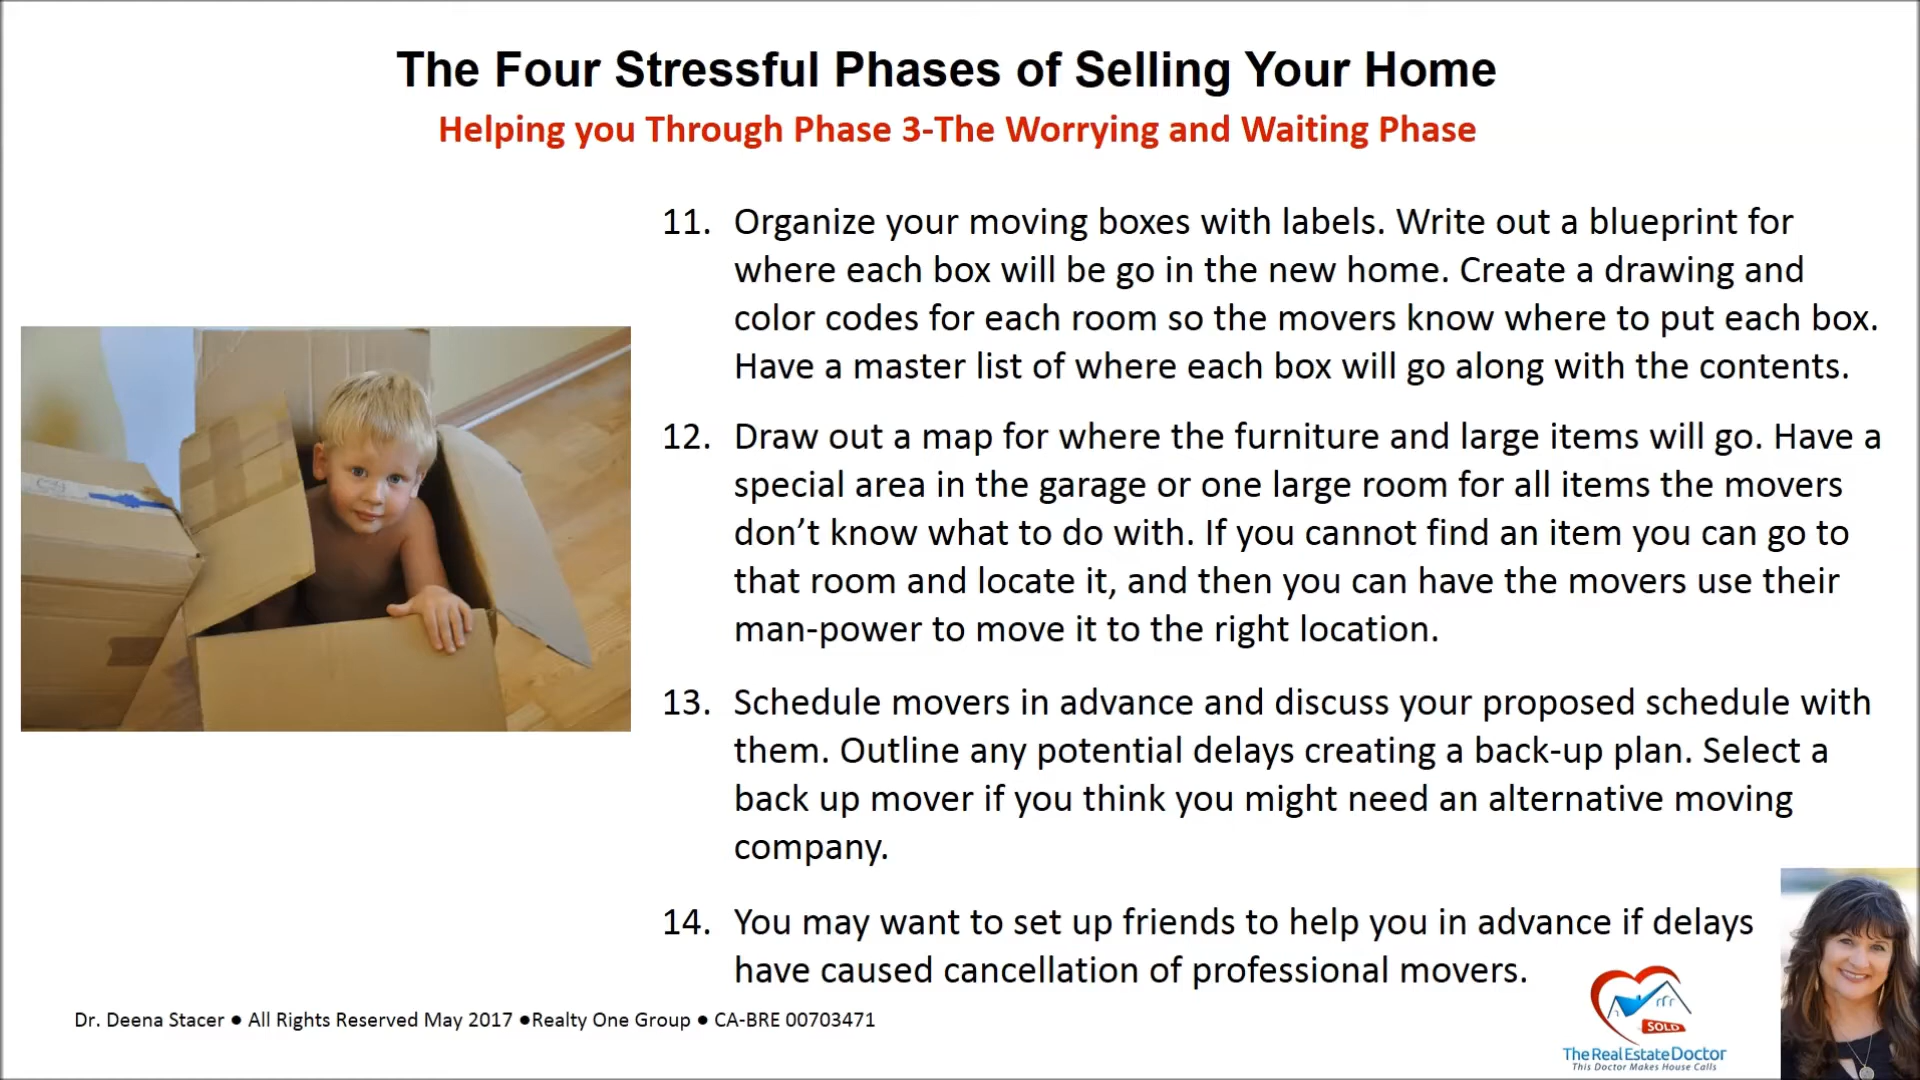 The Four Stressful Phases of Selling Your Home
Helping you Through Phase 3-The Worrying and Waiting Phase
11. Organize your moving boxes with labels. Write out a blueprint for
where each box will be go in the new home. Create a drawing and
color codes for each room so the movers know where to put each box.
Have a master list of where each box will go along with the contents.
12. Draw out a map for where the furniture and large items will go. Have a
special area in the garage or one large room for all items the movers
don’t know what to do with. If you cannot find an item you can go to
that room and locate it, and then you can have the movers use their
man-power to move it to the right location.
13. Schedule movers in advance and discuss your proposed schedule with
them. Outline any potential delays creating a back-up plan. Select a
back up mover if you think you might need an alternative moving
company.
14. You may want to set up friends to help you in advance if delays
have caused cancellation of professional movers.
Dr. Deena Stacer ● All Rights Reserved May 2017 ●Realty One Group ● CA-BRE 00703471
SOLD
TheRealEstateDoctor
This Doctor Makes House Calls